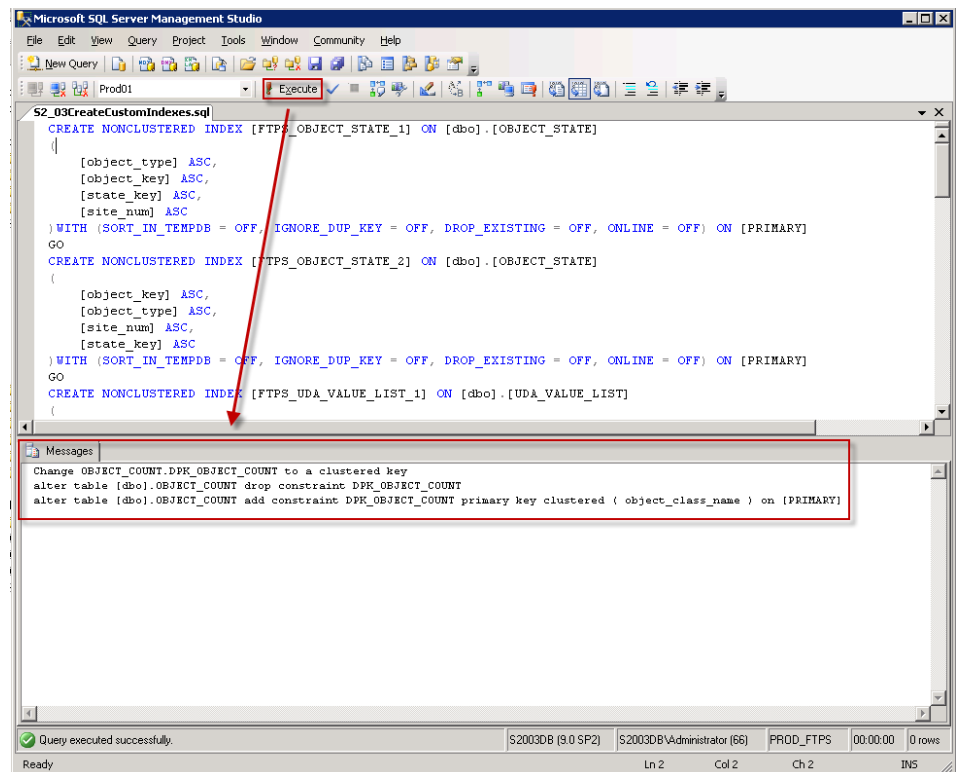 Microsoft SQL Server Management Studio
File Edit View Query Project Tools Window Community Help
New Query
Prod01 Execute
S2_03CreateCustomIndexes.sql
CREATE NONCLUSTERED INDEX [FTPS_OBJECT_STATE_1] ON [dbo].[OBJECT_STATE]
(
[object_type] ASC,
[object_key] ASC,
[state_key] ASC,
[site_num] ASC
)WITH (SORT_IN_TEMPDB = OFF, IGNORE_DUP_KEY = OFF, DROP_EXISTING = OFF, ONLINE = OFF) ON [PRIMARY]
GO
CREATE NONCLUSTERED INDEX [FTPS_OBJECT_STATE_2] ON [dbo].[OBJECT_STATE]
(
[object_key] ASC,
[object_type] ASC,
[site_num] ASC,
[state_key] ASC
)WITH (SORT_IN_TEMPDB = OFF, IGNORE_DUP_KEY = OFF, DROP_EXISTING = OFF, ONLINE = OFF) ON [PRIMARY]
GO
CREATE NONCLUSTERED INDEX [FTPS_UDA_VALUE_LIST_1] ON [dbo].[UDA_VALUE_LIST]
(
Messages
Change OBJECT_COUNT.DPK_OBJECT_COUNT to a clustered key
alter table [dbo].OBJECT_COUNT drop constraint DPK_OBJECT_COUNT
alter table [dbo].OBJECT_COUNT add constraint DPK_OBJECT_COUNT primary key clustered ( object_class_name ) on [PRIMARY]
Query executed successfully. S2003DB (9.0 SP2) S2003DB\Administrator (66) PROD_FTPS 00:00:00 0 rows
Ready Ln 2 Col 2 Ch 2 INS